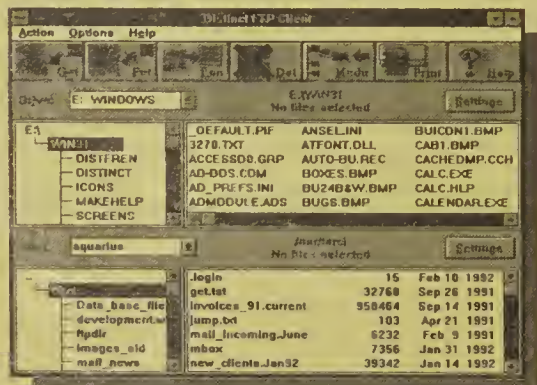 Distinct FTP Client
Action Options Help
Get Put Ren Del Mode Print Help
E: WINDOWS E:\WIN31 Settings
No files selected
E:\
WIN31
DISTFREN
DISTINCT
ICONS
MAKEHELP
SCREENS
_DEFAULT.PIF ANSEL.INI BUICON1.BMP
3270.TXT ATFONT.DLL CAB1.BMP
ACCESSD0.GRP AUTO-BU.REC CACHEDMP.CCH
AD-DOS.COM BOXES.BMP CALC.EXE
AD_PREFS.INI BU24B&W.BMP CALC.HLP
ADMODULE.ADS BUGS.BMP CALENDAR.EXE
aquarius Settings
No files selected
Data_base_file
development.w
ftpdir
images_old
mail_news
.login 15 Feb 10 1992
get.tst 32768 Sep 26 1991
invoices_91.current 958464 Sep 14 1991
jump.txt 103 Apr 21 1991
mail_incoming.June 6232 Feb 9 1991
mbox 7356 Jan 31 1992
new_clients.Jan92 39342 Jan 14 1992